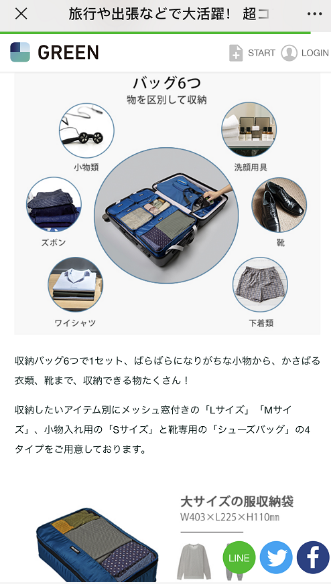 旅行や出張などで大活躍！ 超コ
GREEN
START
LOGIN
バッグ6つ
物を区別して収納
小物類
洗顔用具
ズボン
靴
ワイシャツ
下着類
収納バッグ6つで1セット、ばらばらになりがちな小物から、かさばる
衣類、靴まで、収納できる物たくさん！
収納したいアイテム別にメッシュ窓付きの「Lサイズ」「Mサイ
ズ」、小物入れ用の「Sサイズ」と靴専用の「シューズバッグ」の4
タイプをご用意しております。
大サイズの服収納袋
W403×L225×H110mm
LINE